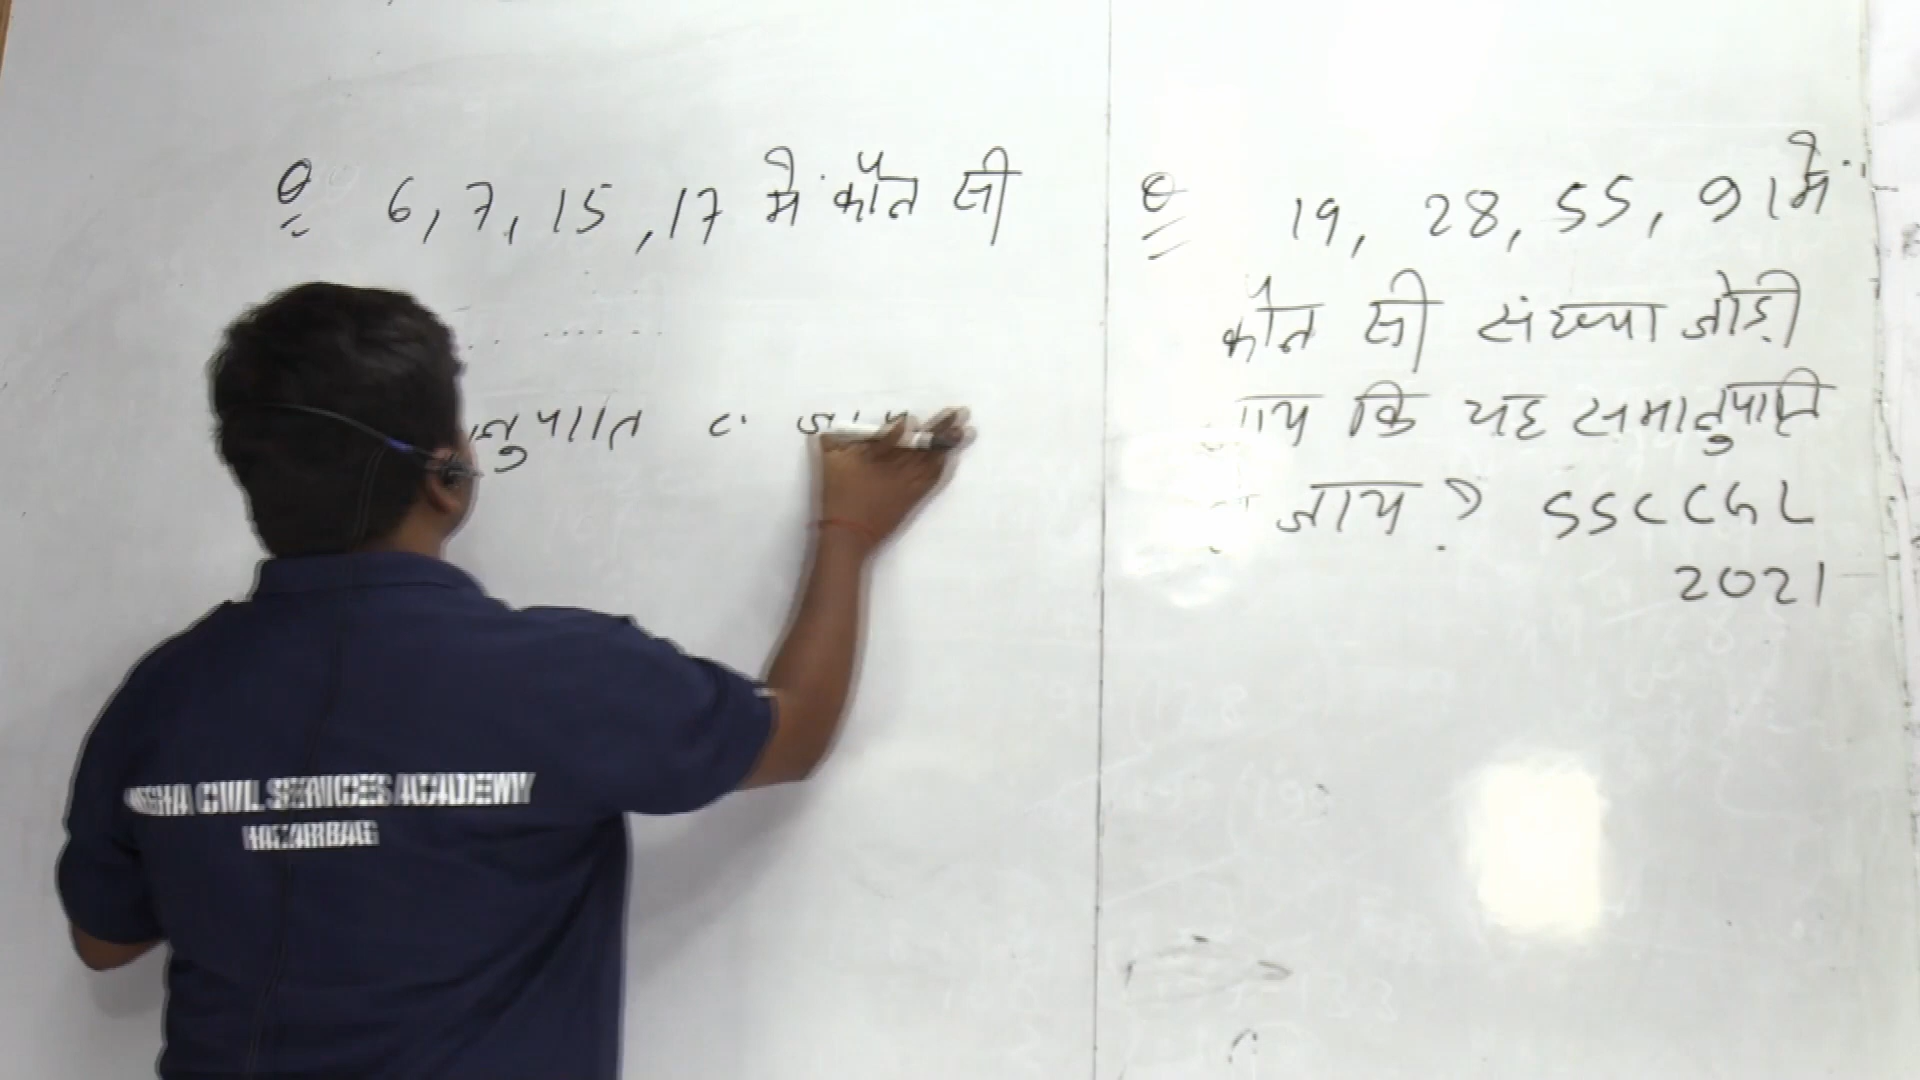 Q 6, 7, 15, 17 में कौन सी
Q 19, 28, 55, 91 में
कौन सी संख्या जोड़ी
जाय कि यह समानुपाति
जाय ? SSC CGL
2021
CIVIL SERVICES ACADEMY
HAZARIBAG